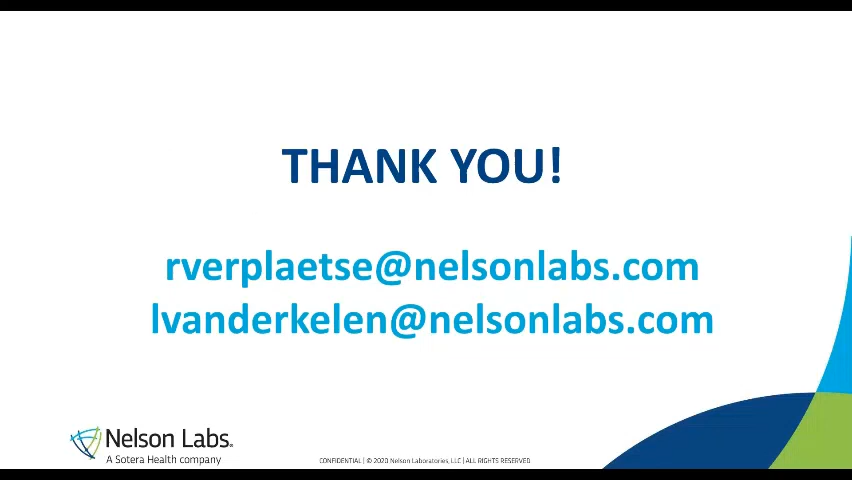 THANK YOU!
rverplaetse@nelsonlabs.com
lvanderkelen@nelsonlabs.com
Nelson Labs.
A Sotera Health company
CONFIDENTIAL | © 2020 Nelson Laboratories, LLC | ALL RIGHTS RESERVED